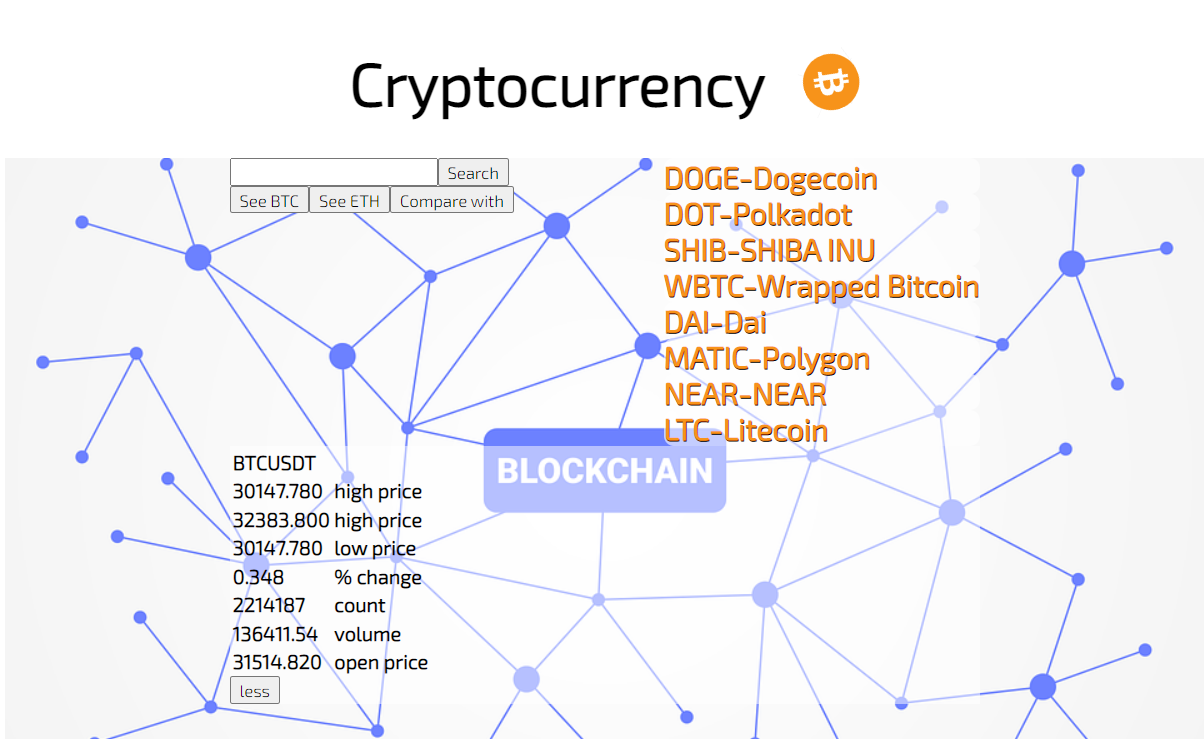 Cryptocurrency
Search
See BTC See ETH Compare with
DOGE-Dogecoin
DOT-Polkadot
SHIB-SHIBA INU
WBTC-Wrapped Bitcoin
DAI-Dai
MATIC-Polygon
NEAR-NEAR
LTC-Litecoin
BLOCKCHAIN
BTCUSDT
30147.780 high price
32383.800 high price
30147.780 low price
0.348 % change
2214187 count
136411.54 volume
31514.820 open price
less